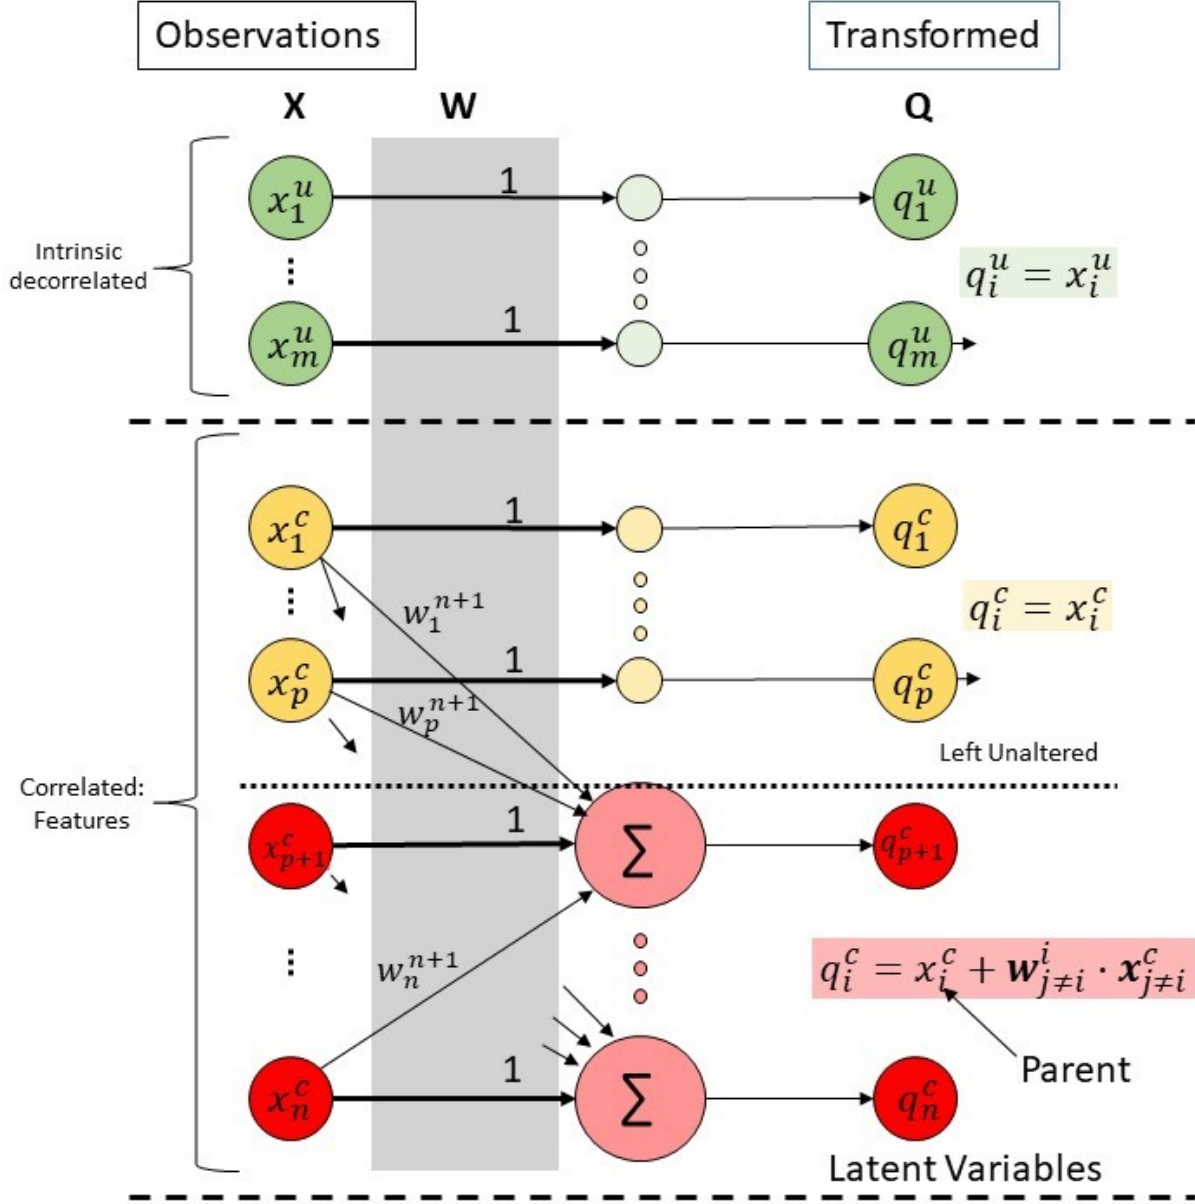 Observations Transformed
X W Q
x_1^u 1 q_1^u
Intrinsic
decorrelated
⋮
q_i^u = x_i^u
x_m^u 1 q_m^u
x_1^c 1 q_1^c
⋮
w_1^{n+1}
q_i^c = x_i^c
x_p^c 1 q_p^c
w_p^{n+1}
Left Unaltered
Correlated:
Features
x_{p+1}^c 1 ∑ q_{p+1}^c
⋮
w_n^{n+1}
q_i^c = x_i^c + w_{j≠i}^i · x_{j≠i}^c
Parent
x_n^c 1 ∑ q_n^c
Latent Variables